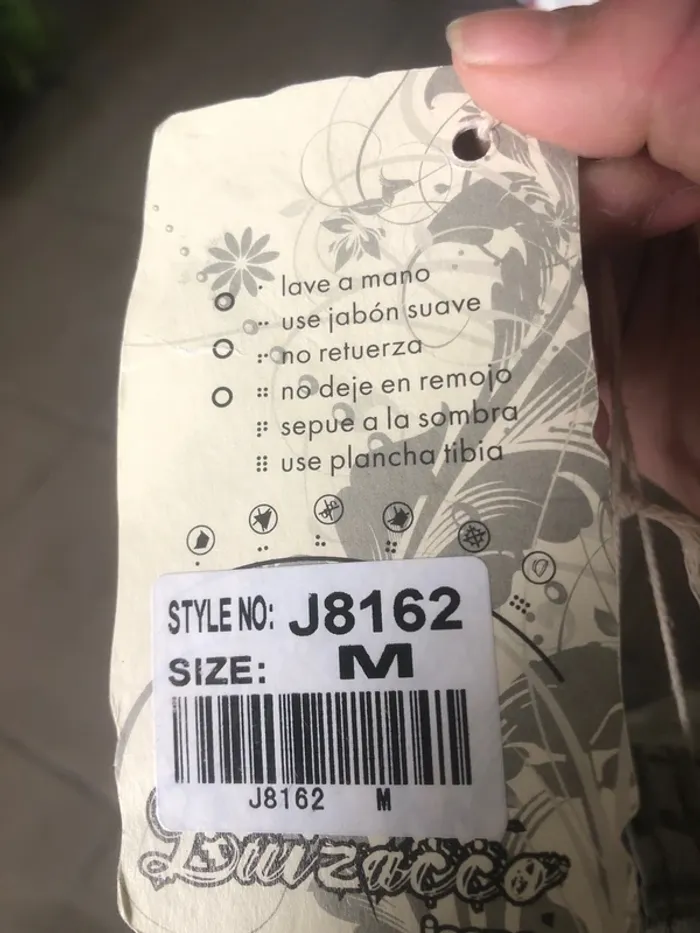 lave a mano
use jabón suave
no retuerza
no deje en remojo
sepue a la sombra
use plancha tibia
STYLE NO: J8162
SIZE: M
J8162 M